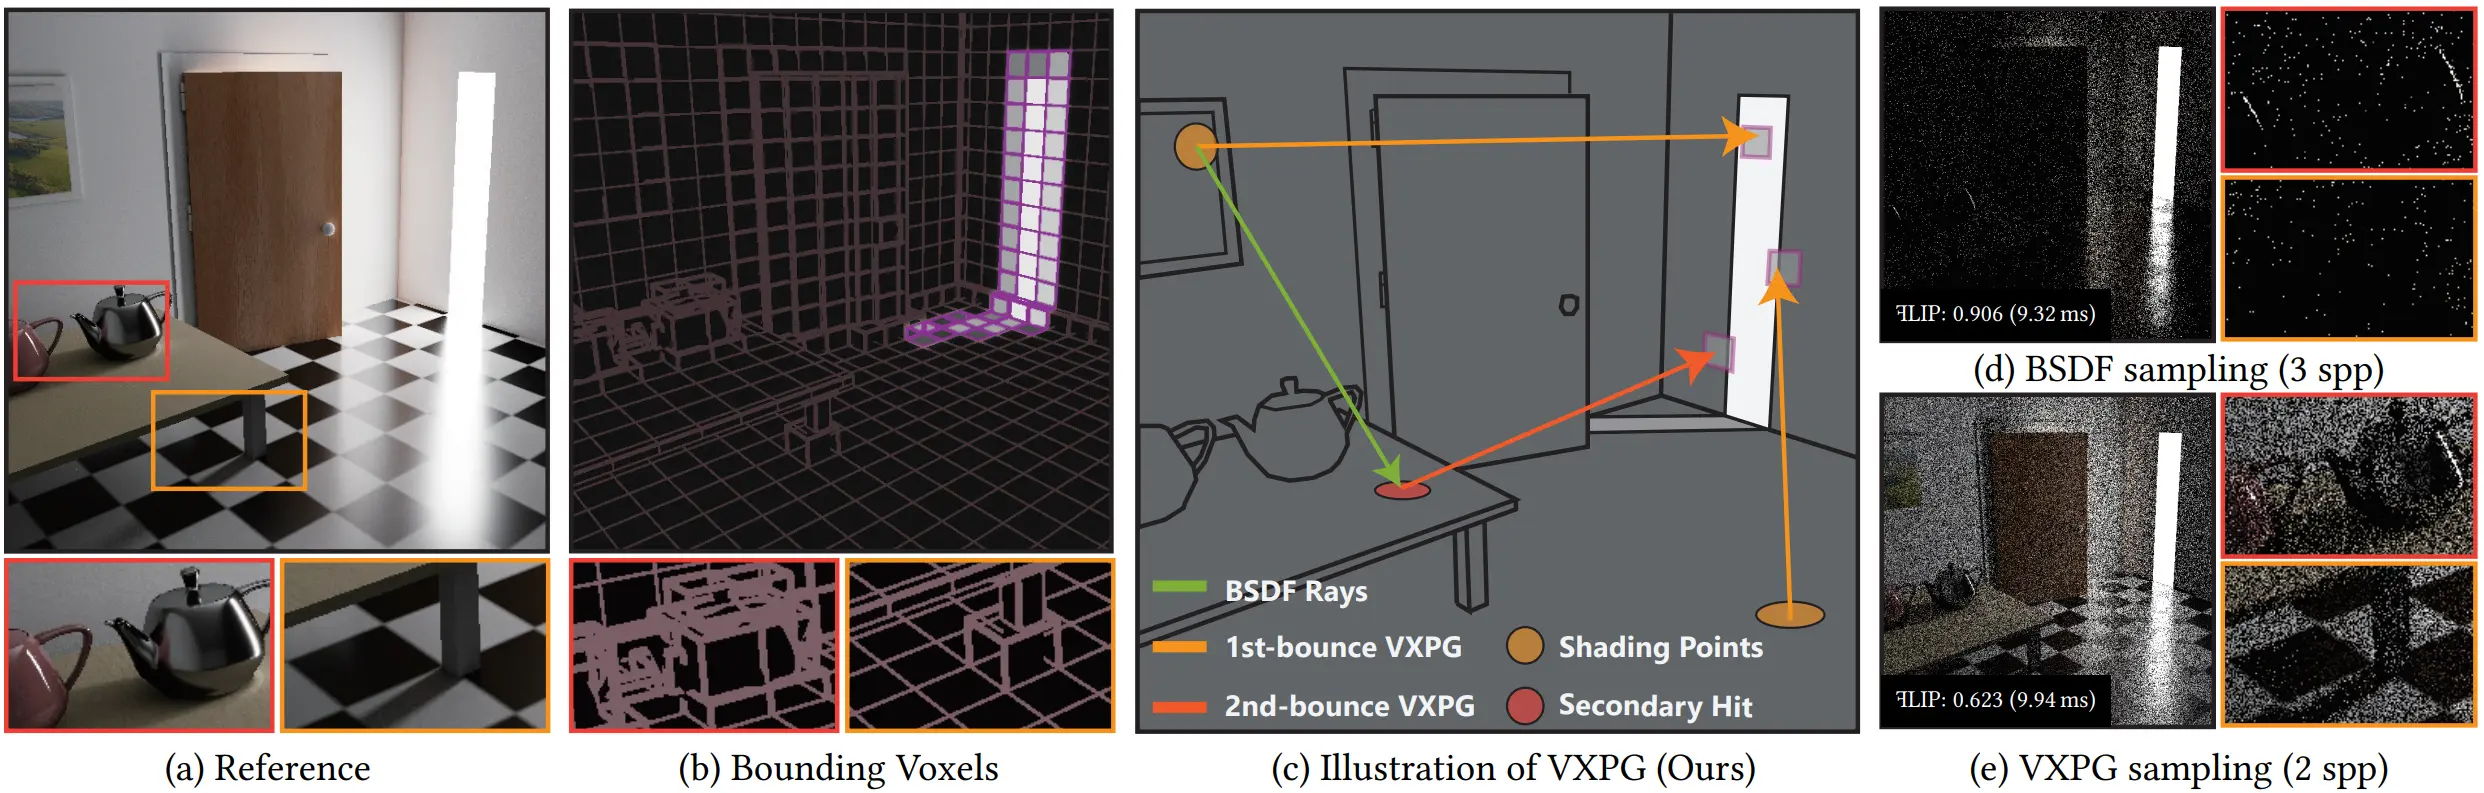 BSDF Rays
1st-bounce VXPG
Shading Points
2nd-bounce VXPG
Secondary Hit
ꟻLIP: 0.906 (9.32 ms)
(d) BSDF sampling (3 spp)
ꟻLIP: 0.623 (9.94 ms)
(a) Reference
(b) Bounding Voxels
(c) Illustration of VXPG (Ours)
(e) VXPG sampling (2 spp)